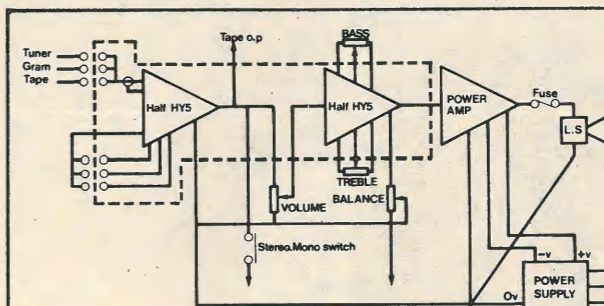 Tape o.p
BASS
Tuner
Gram
Tape
Half HY5
Half HY5
POWER
AMP
Fuse
L.S
TREBLE
VOLUME
BALANCE
Stereo.Mono switch
-v
+v
Ov
POWER
SUPPLY